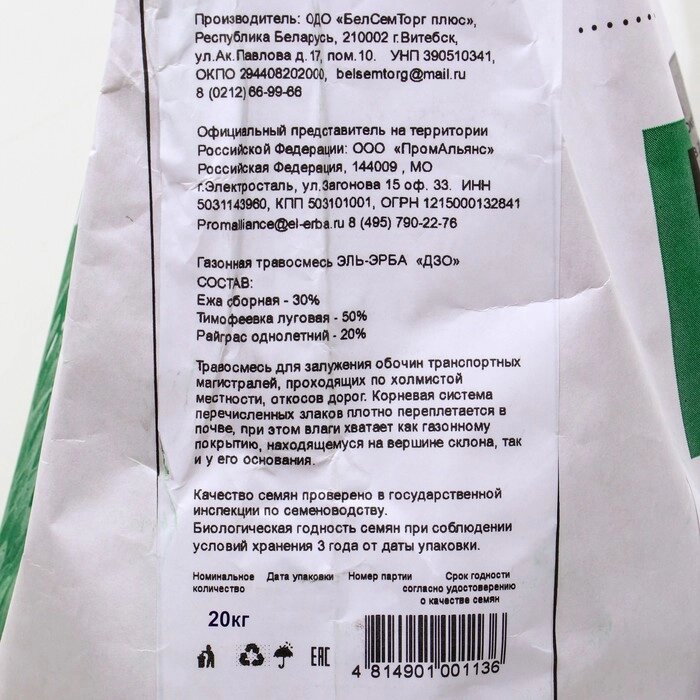 Производитель: ОДО «БелСемТорг плюс»,
Республика Беларусь, 210002 г.Витебск,
ул.Ак.Павлова д.17, пом.10. УНП 390510341,
ОКПО 294408202000, belsemtorg@mail.ru
8 (0212) 66-99-66
Официальный представитель на территории
Российской Федерации: ООО «ПромАльянс»
Российская Федерация, 144009 , МО
г.Электросталь, ул.Загонова 15 оф. 33. ИНН
5031143960, КПП 503101001, ОГРН 1215000132841
Promalliance@el-erba.ru 8 (495) 790-22-76
Газонная травосмесь ЭЛЬ-ЭРБА «ДЗО»
СОСТАВ:
Ежа сборная - 30%
Тимофеевка луговая - 50%
Райграс однолетний - 20%
Травосмесь для залужения обочин транспортных
магистралей, проходящих по холмистой
местности, откосов дорог. Корневая система
перечисленных злаков плотно переплетается в
почве, при этом влаги хватает как газонному
покрытию, находящемуся на вершине склона, так
и у его основания.
Качество семян проверено в государственной
инспекции по семеноводству.
Биологическая годность семян при соблюдении
условий хранения 3 года от даты упаковки.
Номинальное количество Дата упаковки Номер партии Срок годности согласно удостоверению о качестве семян
20кг
EAC
4 814901 001136